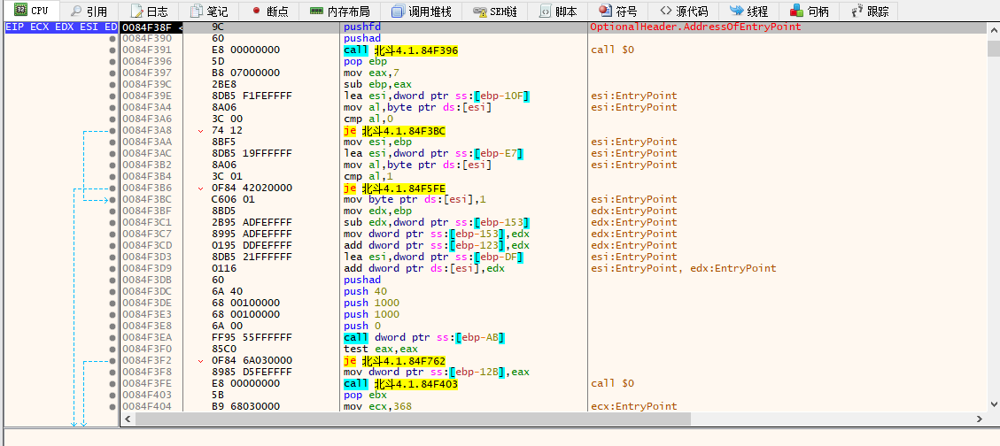 CPU 引用 日志 笔记 断点 内存布局 调用堆栈 SEH链 脚本 符号 源代码 线程 句柄 跟踪
EIP ECX EDX ESI ED 0084F38F < 9C pushfd OptionalHeader.AddressOfEntryPoint
0084F390 60 pushad
0084F391 E8 00000000 call 北斗4.1.84F396 call $0
0084F396 5D pop ebp
0084F397 B8 07000000 mov eax,7
0084F39C 2BE8 sub ebp,eax
0084F39E 8DB5 F1FEFFFF lea esi,dword ptr ss:[ebp-10F] esi:EntryPoint
0084F3A4 8A06 mov al,byte ptr ds:[esi] esi:EntryPoint
0084F3A6 3C 00 cmp al,0
0084F3A8 74 12 je 北斗4.1.84F3BC
0084F3AA 8BF5 mov esi,ebp esi:EntryPoint
0084F3AC 8DB5 19FFFFFF lea esi,dword ptr ss:[ebp-E7] esi:EntryPoint
0084F3B2 8A06 mov al,byte ptr ds:[esi] esi:EntryPoint
0084F3B4 3C 01 cmp al,1
0084F3B6 0F84 42020000 je 北斗4.1.84F5FE
0084F3BC C606 01 mov byte ptr ds:[esi],1 esi:EntryPoint
0084F3BF 8BD5 mov edx,ebp edx:EntryPoint
0084F3C1 2B95 ADFEFFFF sub edx,dword ptr ss:[ebp-153] edx:EntryPoint
0084F3C7 8995 ADFEFFFF mov dword ptr ss:[ebp-153],edx edx:EntryPoint
0084F3CD 0195 DDFEFFFF add dword ptr ss:[ebp-123],edx edx:EntryPoint
0084F3D3 8DB5 21FFFFFF lea esi,dword ptr ss:[ebp-DF] esi:EntryPoint
0084F3D9 0116 add dword ptr ds:[esi],edx esi:EntryPoint, edx:EntryPoint
0084F3DB 60 pushad
0084F3DC 6A 40 push 40
0084F3DE 68 00100000 push 1000
0084F3E3 68 00100000 push 1000
0084F3E8 6A 00 push 0
0084F3EA FF95 55FFFFFF call dword ptr ss:[ebp-AB]
0084F3F0 85C0 test eax,eax
0084F3F2 0F84 6A030000 je 北斗4.1.84F762
0084F3F8 8985 D5FEFFFF mov dword ptr ss:[ebp-12B],eax
0084F3FE E8 00000000 call 北斗4.1.84F403 call $0
0084F403 5B pop ebx
0084F404 B9 68030000 mov ecx,368 ecx:EntryPoint